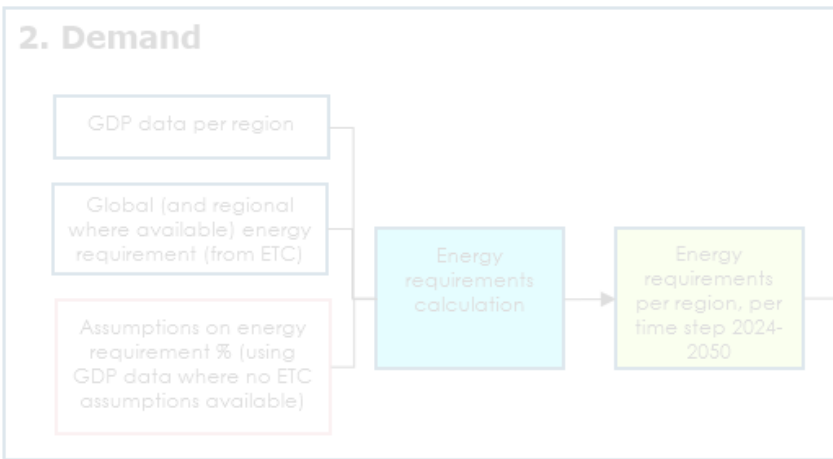 2. Demand
GDP data per region
Global (and regional
where available) energy
requirement (from ETC)
Assumptions on energy
requirement % (using
GDP data where no ETC
assumptions available)
Energy
requirements
calculation
Energy
requirements
per region, per
time step 2024-
2050